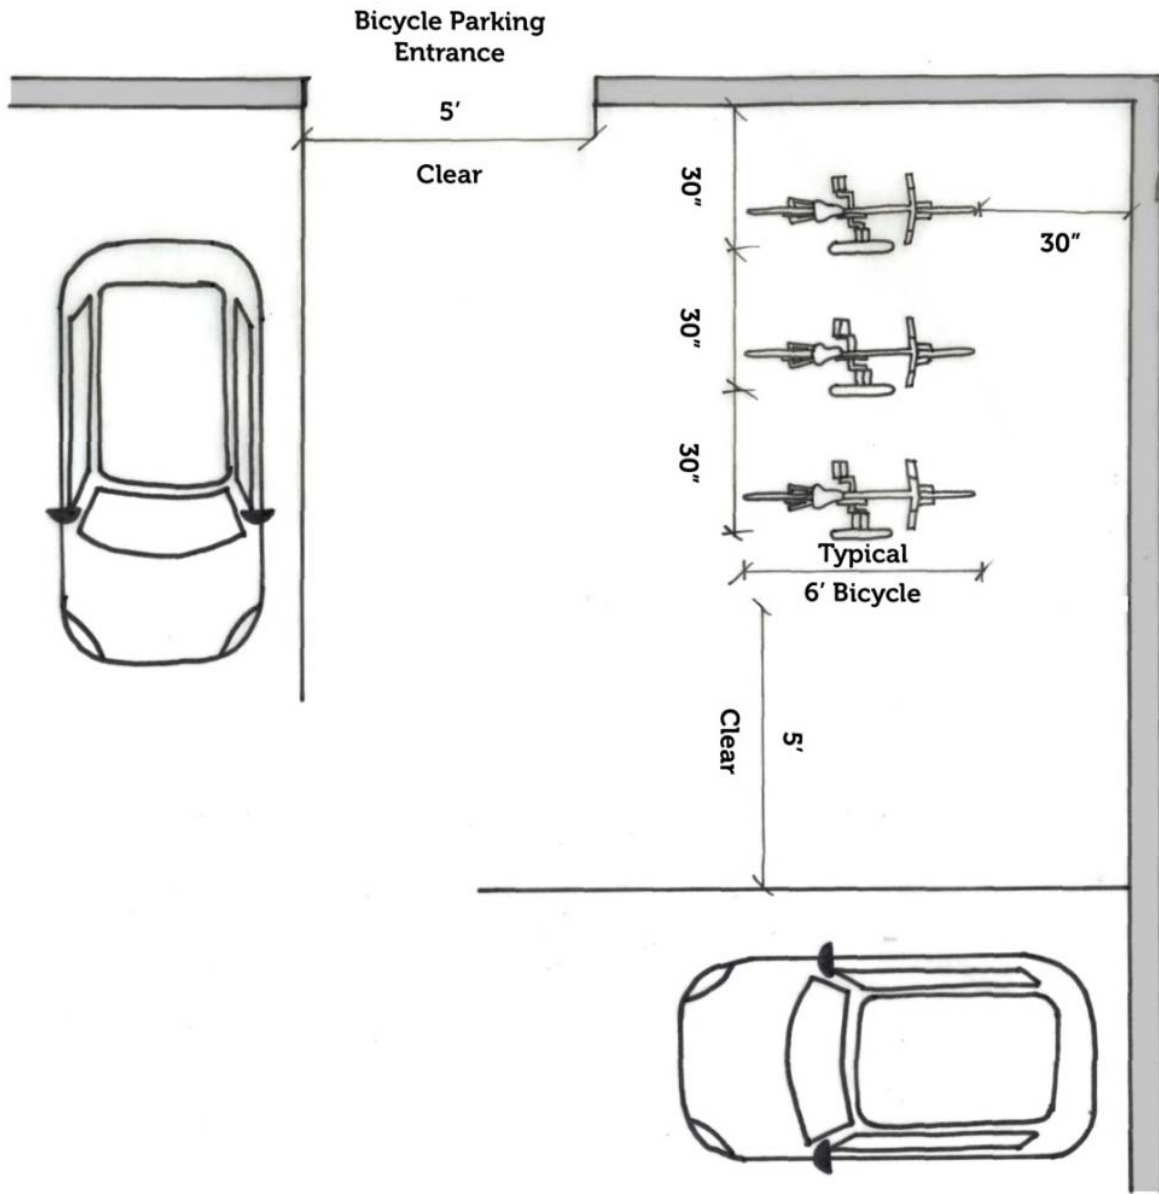 Bicycle Parking
Entrance
5′
Clear
30″
30″
30″
30″
Typical
6′ Bicycle
Clear
5′